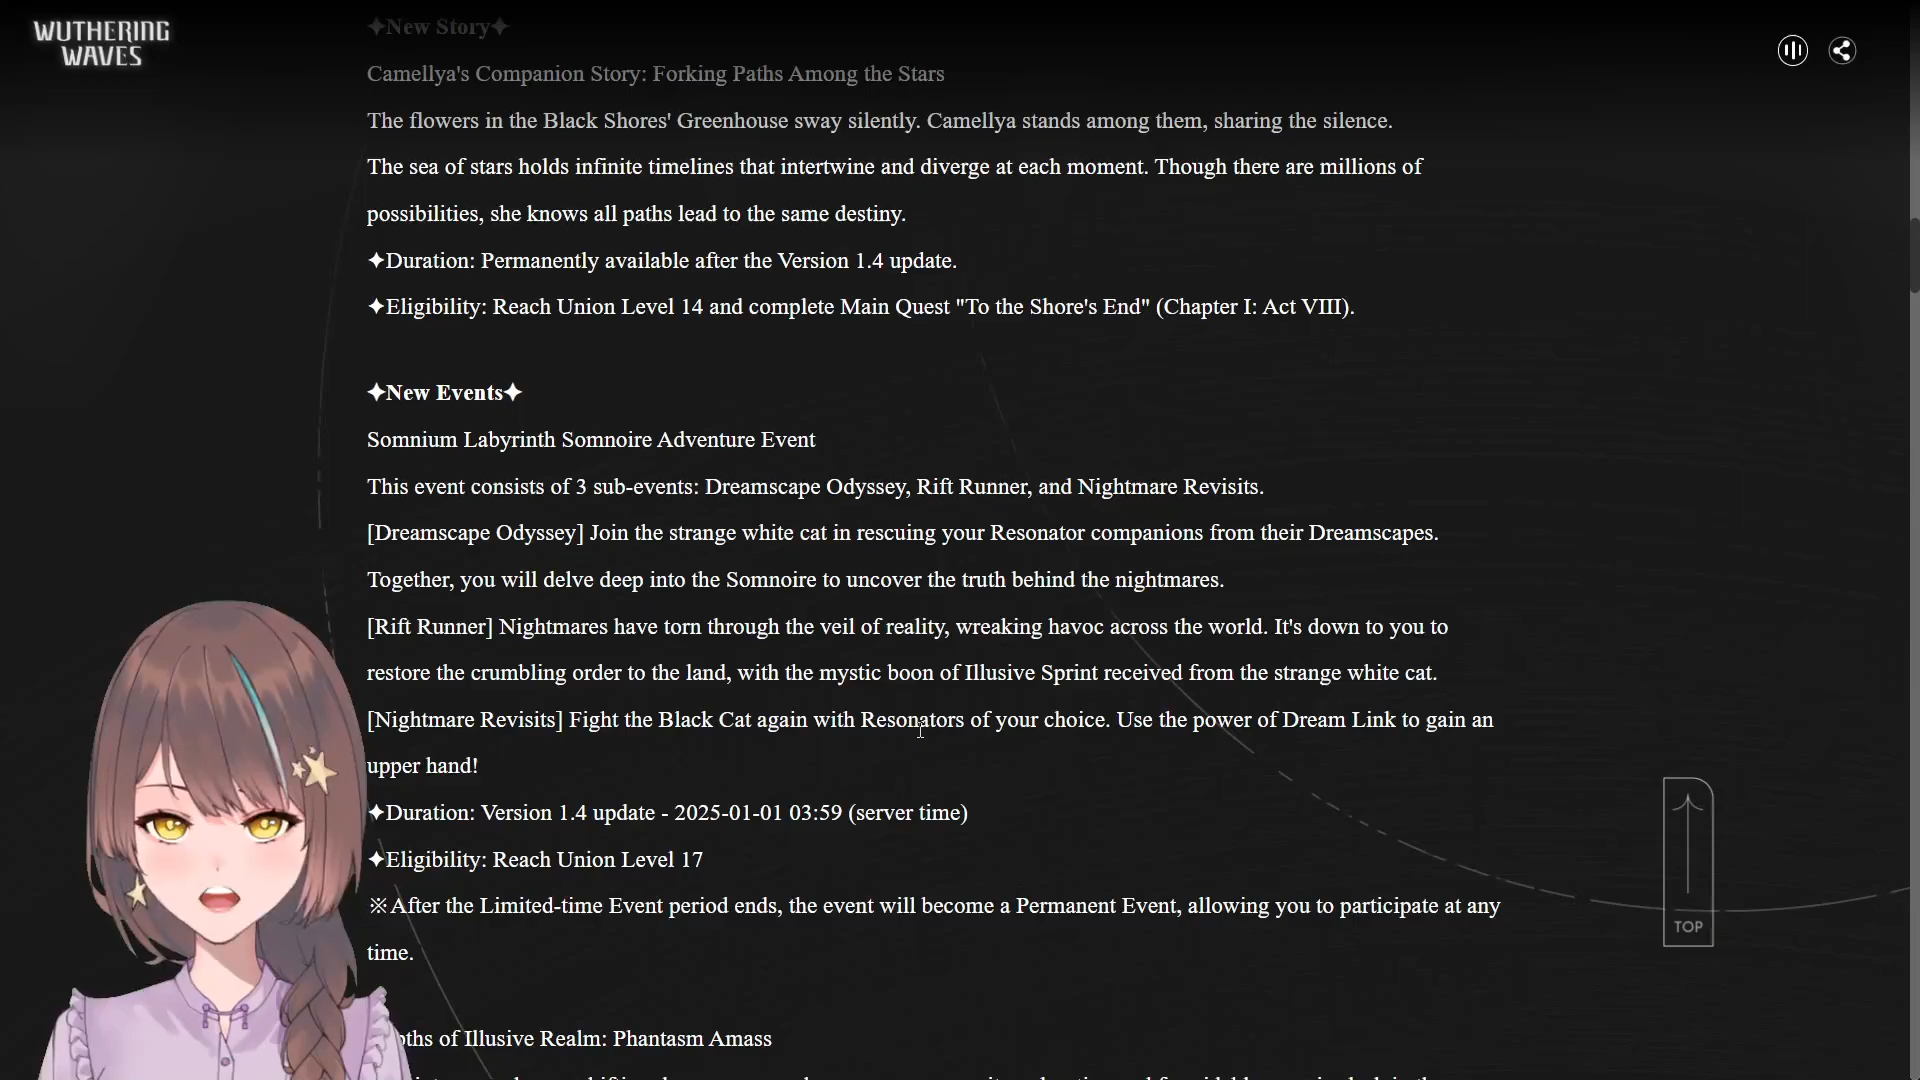 WUTHERING
WAVES
✦New Story✦
Camellya's Companion Story: Forking Paths Among the Stars
The flowers in the Black Shores' Greenhouse sway silently. Camellya stands among them, sharing the silence.
The sea of stars holds infinite timelines that intertwine and diverge at each moment. Though there are millions of
possibilities, she knows all paths lead to the same destiny.
✦Duration: Permanently available after the Version 1.4 update.
✦Eligibility: Reach Union Level 14 and complete Main Quest "To the Shore's End" (Chapter I: Act VIII).
✦New Events✦
Somnium Labyrinth Somnoire Adventure Event
This event consists of 3 sub-events: Dreamscape Odyssey, Rift Runner, and Nightmare Revisits.
[Dreamscape Odyssey] Join the strange white cat in rescuing your Resonator companions from their Dreamscapes.
Together, you will delve deep into the Somnoire to uncover the truth behind the nightmares.
[Rift Runner] Nightmares have torn through the veil of reality, wreaking havoc across the world. It's down to you to
restore the crumbling order to the land, with the mystic boon of Illusive Sprint received from the strange white cat.
[Nightmare Revisits] Fight the Black Cat again with Resonators of your choice. Use the power of Dream Link to gain an
upper hand!
✦Duration: Version 1.4 update - 2025-01-01 03:59 (server time)
✦Eligibility: Reach Union Level 17
※After the Limited-time Event period ends, the event will become a Permanent Event, allowing you to participate at any
time.
of Illusive Realm: Phantasm Amass
TOP